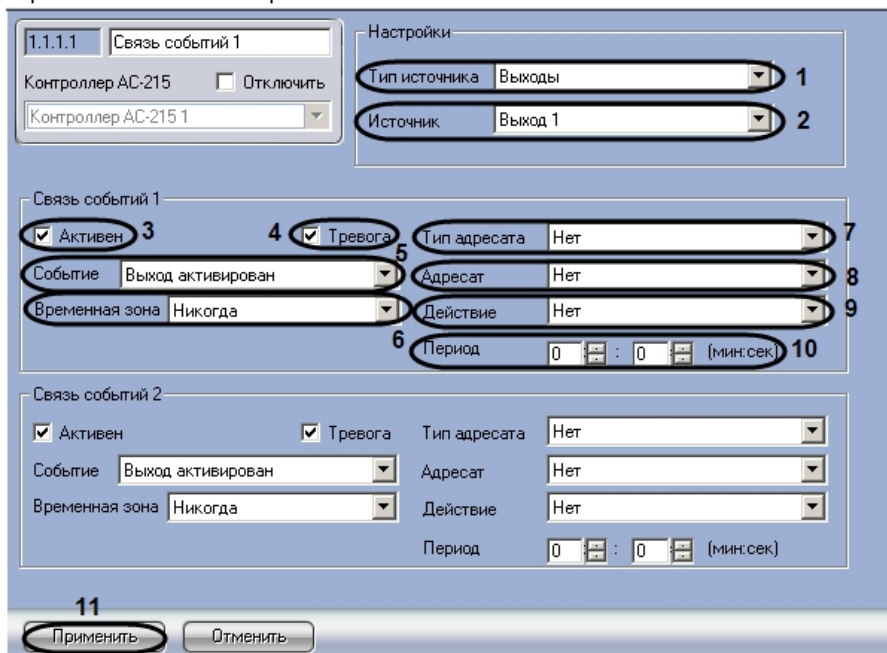 1.1.1.1 Связь событий 1
Контроллер AC-215 Отключить
Контроллер AC-215 1
Настройки
Тип источника Выходы 1
Источник Выход 1 2
Связь событий 1
Активен 3 4 Тревога
Событие Выход активирован 5
Временная зона Никогда 6
Тип адресата Нет 7
Адресат Нет 8
Действие Нет 9
Период 0 : 0 (мин:сек) 10
Связь событий 2
Активен Тревога
Событие Выход активирован
Временная зона Никогда
Тип адресата Нет
Адресат Нет
Действие Нет
Период 0 : 0 (мин:сек)
11
Применить Отменить